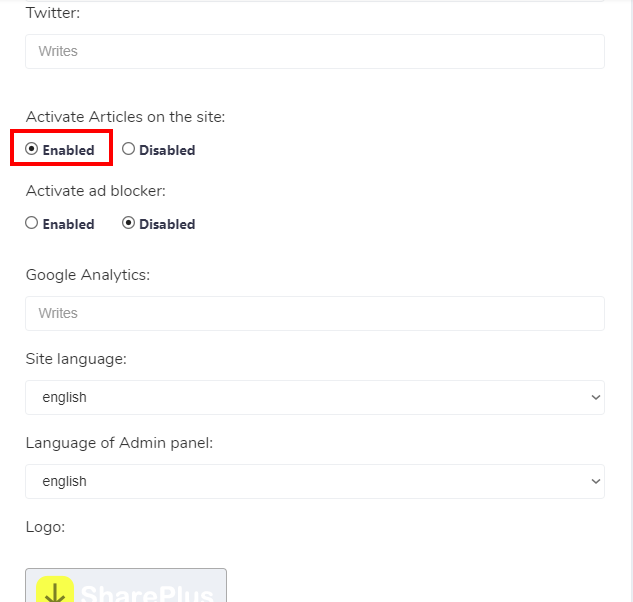 Twitter:
Writes
Activate Articles on the site:
Enabled Disabled
Activate ad blocker:
Enabled Disabled
Google Analytics:
Writes
Site language:
english
Language of Admin panel:
english
Logo:
SharePlus